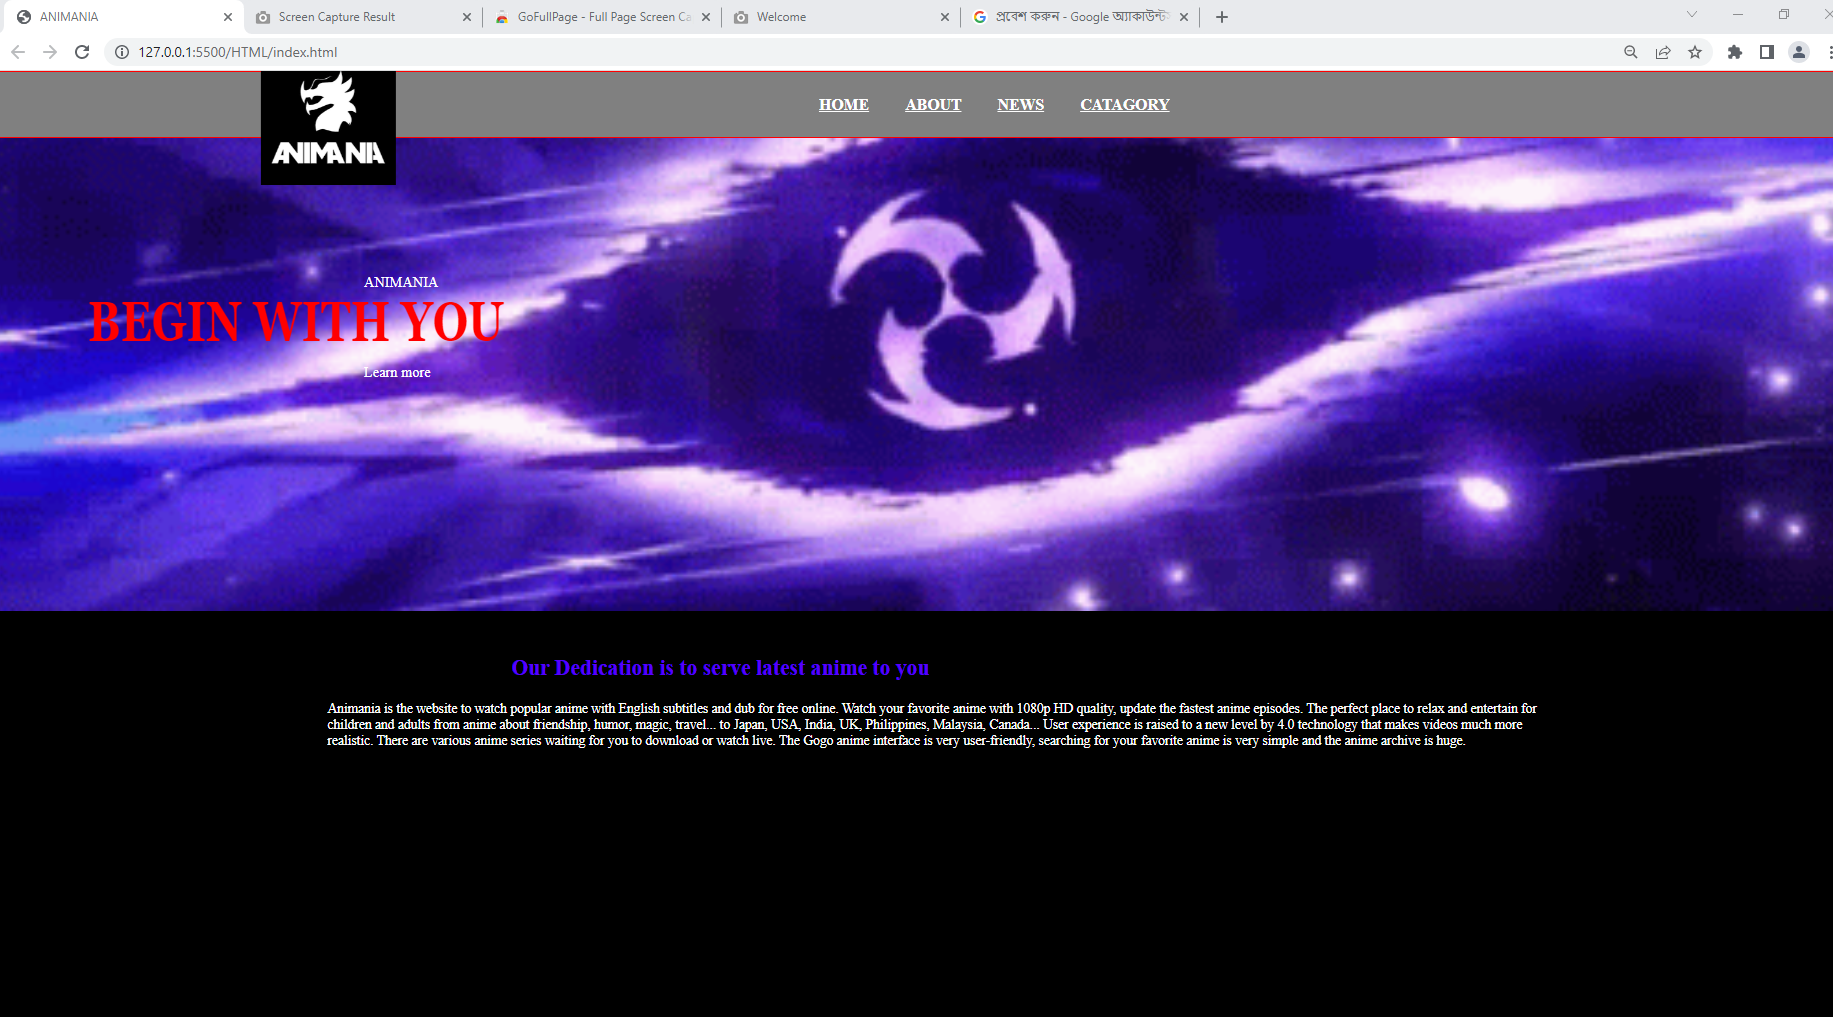 ANIMANIA
Screen Capture Result
GoFullPage - Full Page Screen Ca
Welcome
প্রবেশ করুন - Google অ্যাকাউন্ট
127.0.0.1:5500/HTML/index.html
ANIMANIA
HOME ABOUT NEWS CATAGORY
ANIMANIA
BEGIN WITH YOU
Learn more
Our Dedication is to serve latest anime to you
Animania is the website to watch popular anime with English subtitles and dub for free online. Watch your favorite anime with 1080p HD quality, update the fastest anime episodes. The perfect place to relax and entertain for
children and adults from anime about friendship, humor, magic, travel... to Japan, USA, India, UK, Philippines, Malaysia, Canada... User experience is raised to a new level by 4.0 technology that makes videos much more
realistic. There are various anime series waiting for you to download or watch live. The Gogo anime interface is very user-friendly, searching for your favorite anime is very simple and the anime archive is huge.